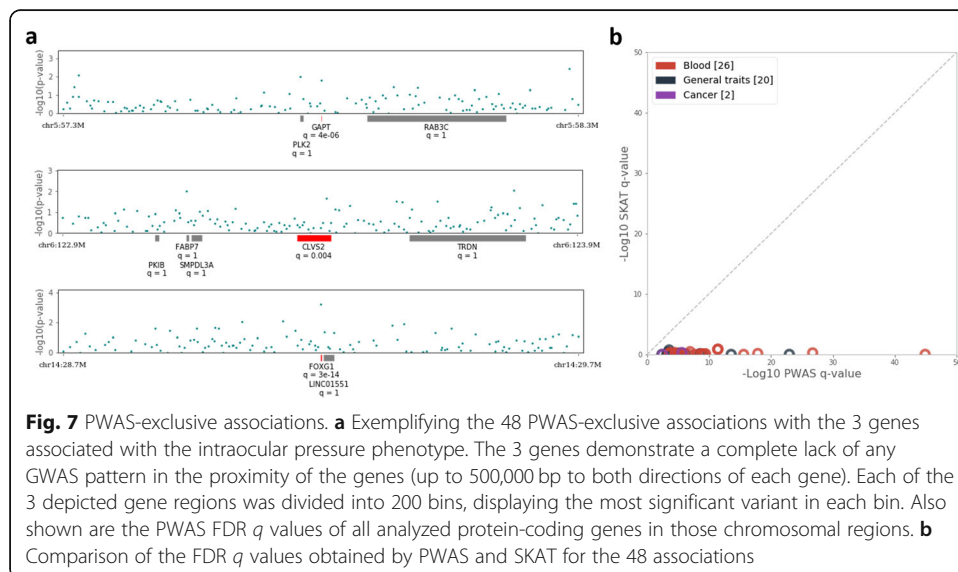 a
-log10(p-value)
3
2
1
0
chr5:57.3M
chr5:58.3M
GAPT
q = 4e-06
RAB3C
q = 1
PLK2
q = 1
-log10(p-value)
3
2
1
0
chr6:122.9M
chr6:123.9M
FABP7
q = 1
CLVS2
q = 0.004
TRDN
q = 1
PKIB
q = 1
SMPDL3A
q = 1
-log10(p-value)
4
2
0
chr14:28.7M
chr14:29.7M
FOXG1
q = 3e-14
LINC01551
q = 1
b
Blood [26]
General traits [20]
Cancer [2]
-Log10 SKAT q-value
50
40
30
20
10
0
0 10 20 30 40 50
-Log10 PWAS q-value
Fig. 7 PWAS-exclusive associations. a Exemplifying the 48 PWAS-exclusive associations with the 3 genes
associated with the intraocular pressure phenotype. The 3 genes demonstrate a complete lack of any
GWAS pattern in the proximity of the genes (up to 500,000 bp to both directions of each gene). Each of the
3 depicted gene regions was divided into 200 bins, displaying the most significant variant in each bin. Also
shown are the PWAS FDR q values of all analyzed protein-coding genes in those chromosomal regions. b
Comparison of the FDR q values obtained by PWAS and SKAT for the 48 associations